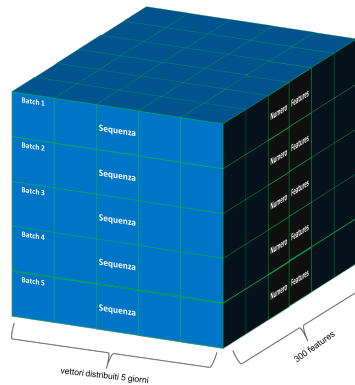 Batch 1
Sequenza
Numero Features
Batch 2
Sequenza
Numero Features
Batch 3
Sequenza
Numero Features
Batch 4
Sequenza
Numero Features
Batch 5
Sequenza
Numero Features
vettori distribuiti 5 giorni
300 features